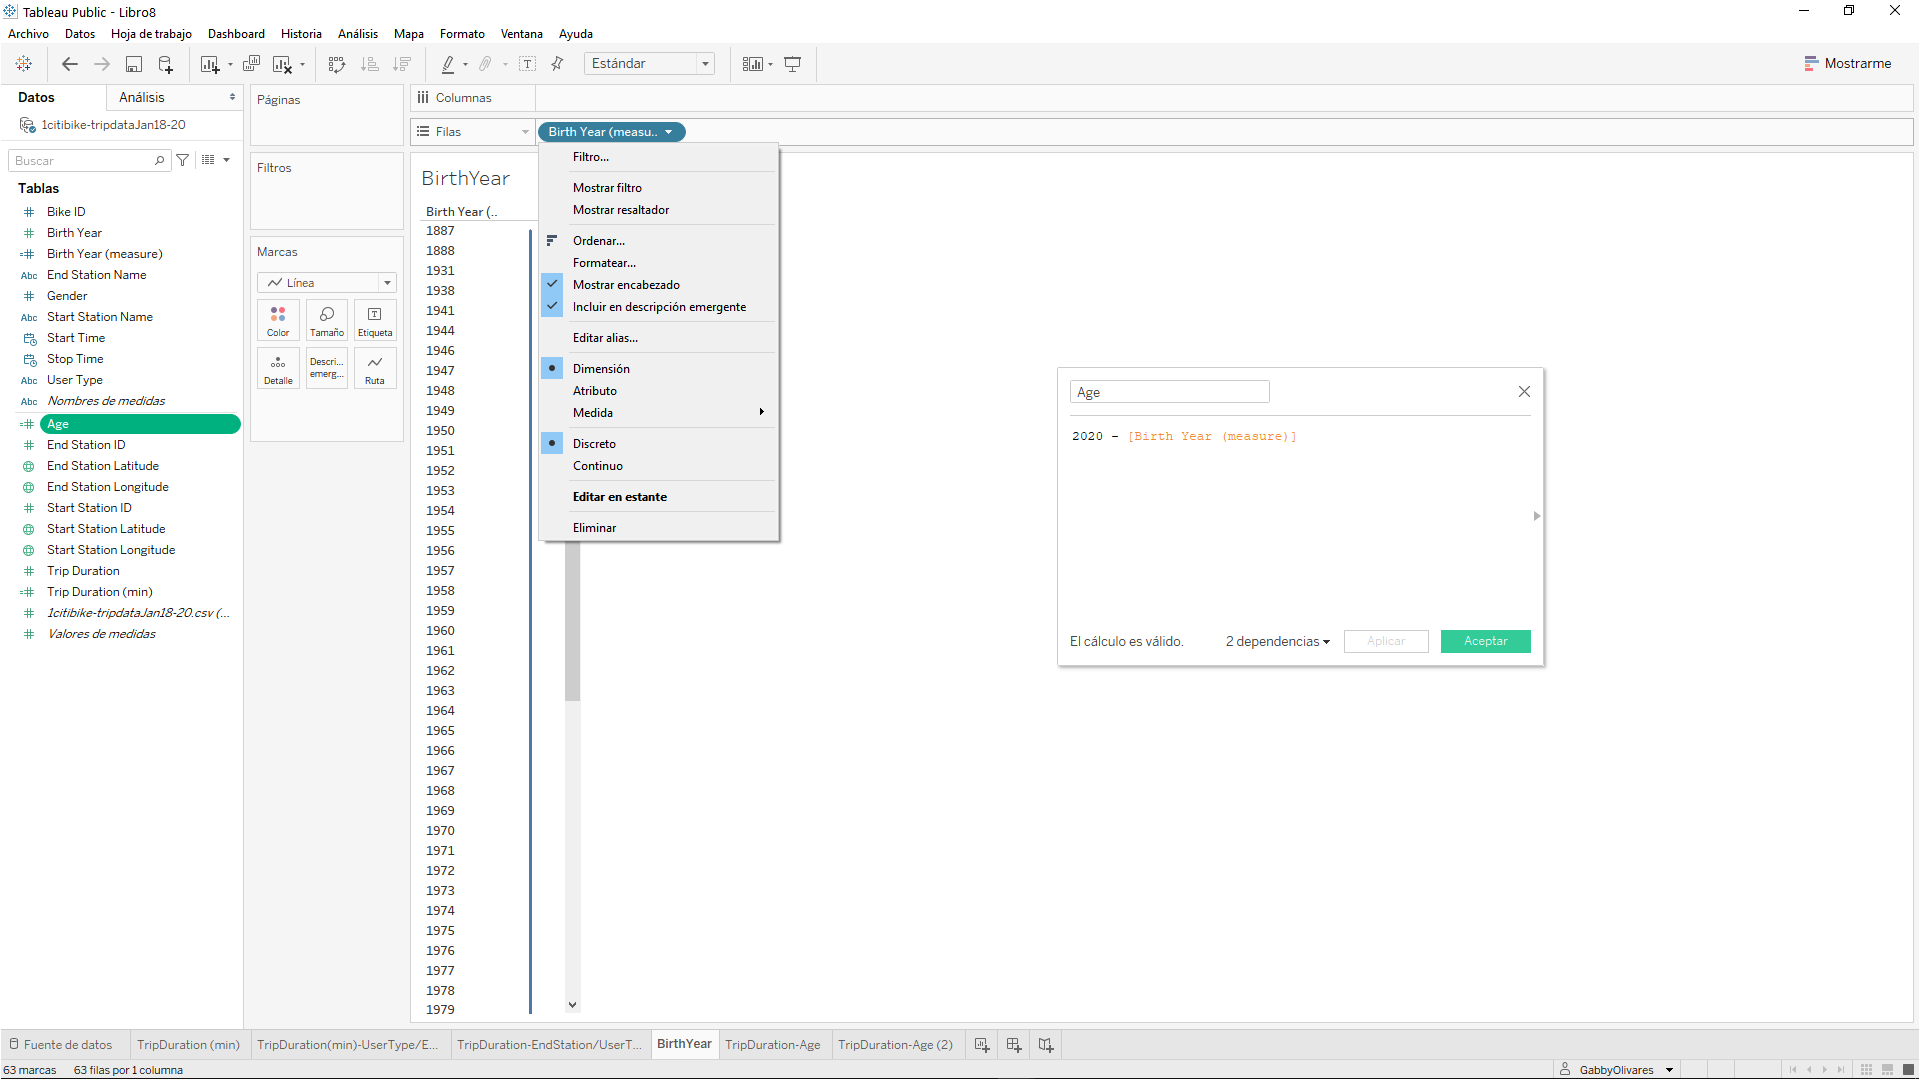 Tableau Public - Libro8
Archivo Datos Hoja de trabajo Dashboard Historia Análisis Mapa Formato Ventana Ayuda
Estándar
Mostrarme
Datos
Análisis
1citibike-tripdataJan18-20
Buscar
Tablas
Bike ID
Birth Year
Birth Year (measure)
Abc End Station Name
Gender
Abc Start Station Name
Start Time
Stop Time
Abc User Type
Abc Nombres de medidas
Age
End Station ID
End Station Latitude
End Station Longitude
Start Station ID
Start Station Latitude
Start Station Longitude
Trip Duration
Trip Duration (min)
1citibike-tripdataJan18-20.csv (...
Valores de medidas
Páginas
Filtros
Marcas
Línea
Color
Tamaño
Etiqueta
Detalle
Descri... emerg...
Ruta
Columnas
Filas
Birth Year (measu..
BirthYear
Birth Year (..
1887
1888
1931
1938
1941
1944
1946
1947
1948
1949
1950
1951
1952
1953
1954
1955
1956
1957
1958
1959
1960
1961
1962
1963
1964
1965
1966
1967
1968
1969
1970
1971
1972
1973
1974
1975
1976
1977
1978
1979
Filtro...
Mostrar filtro
Mostrar resaltador
Ordenar...
Formatear...
Mostrar encabezado
Incluir en descripción emergente
Editar alias...
Dimensión
Atributo
Medida
Discreto
Continuo
Editar en estante
Eliminar
Age
2020 - [Birth Year (measure)]
El cálculo es válido.
2 dependencias
Aplicar
Aceptar
Fuente de datos
TripDuration (min)
TripDuration(min)-UserType/E...
TripDuration-EndStation/UserT...
BirthYear
TripDuration-Age
TripDuration-Age (2)
63 marcas
63 filas por 1 columna
GabbyOlivares